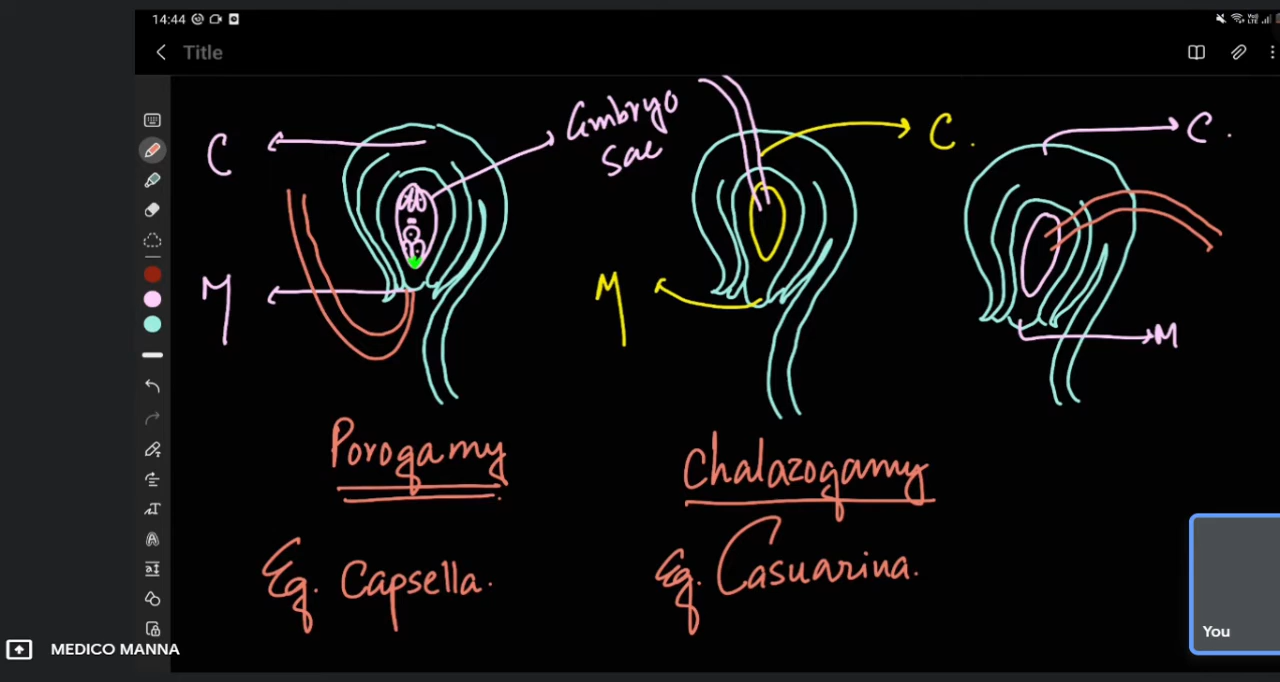 14:44
Title
C
Embryo
Sac
C.
C.
M
M
M
Porogamy
Chalazogamy
Eg. Capsella.
Eg. Casuarina.
You
MEDICO MANNA